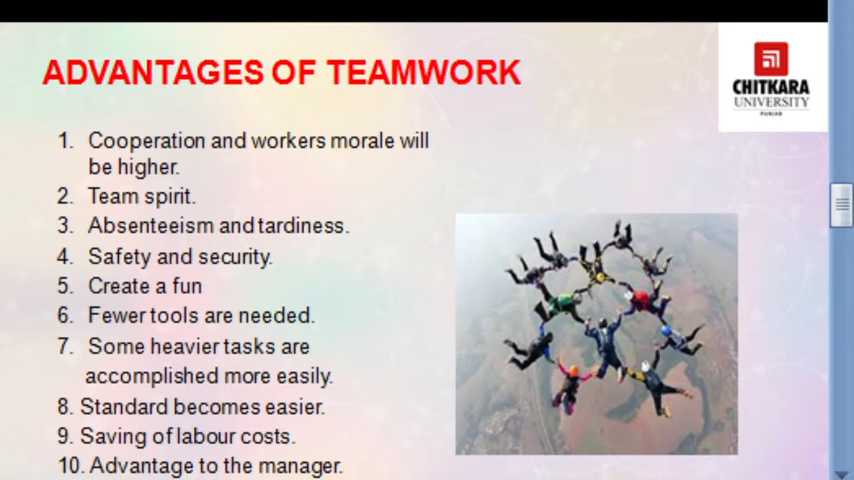 ADVANTAGES OF TEAMWORK
CHITKARA
UNIVERSITY
PUNJAB
1. Cooperation and workers morale will
be higher.
2. Team spirit.
3. Absenteeism and tardiness.
4. Safety and security.
5. Create a fun
6. Fewer tools are needed.
7. Some heavier tasks are
accomplished more easily.
8. Standard becomes easier.
9. Saving of labour costs.
10. Advantage to the manager.